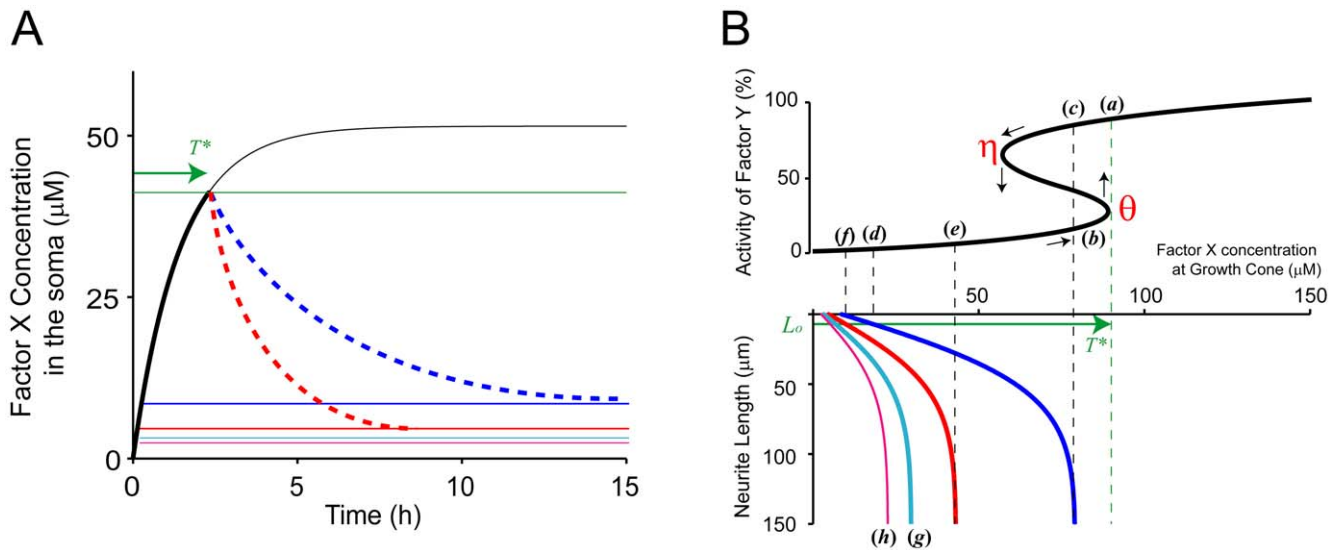 A
Factor X Concentration
in the soma (μM)
50
25
0
T*
0
5
10
15
Time (h)
B
Activity of Factor Y (%)
100
50
0
(c)
(a)
η
θ
(f)
(d)
(e)
(b)
Factor X concentration
at Growth Cone (μM)
50
100
150
Neurite Length (μm)
Lo
T*
50
100
150
(h)
(g)